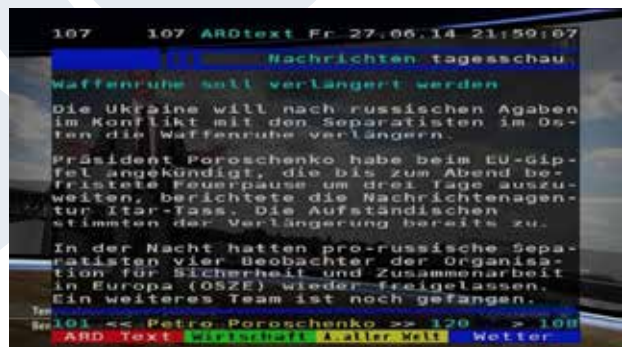 107 107 ARDtext Fr 27.06.14 21:59:07
Nachrichten tagesschau
Waffenruhe soll verlängert werden
Die Ukraine will nach russischen Agaben
im Konflikt mit den Separatisten im Os-
ten die Waffenruhe verlängern.
Präsident Poroschenko habe beim EU-Gip-
fel angekündigt, die bis zum Abend be-
fristete Feuerpause um drei Tage auszu-
weiten, berichtete die Nachrichtenagen-
tur Itar-Tass. Die Aufständischen
stimmten der Verlängerung bereits zu.
In der Nacht hatten pro-russische Sepa-
ratisten vier Beobachter der Organisa-
tion für Sicherheit und Zusammenarbeit
in Europa (OSZE) wieder freigelassen.
Ein weiteres Team ist noch gefangen.
101 << Petro Poroschenko >> 120 > 108
ARD Text Wirtschaft A.aller Welt Wetter